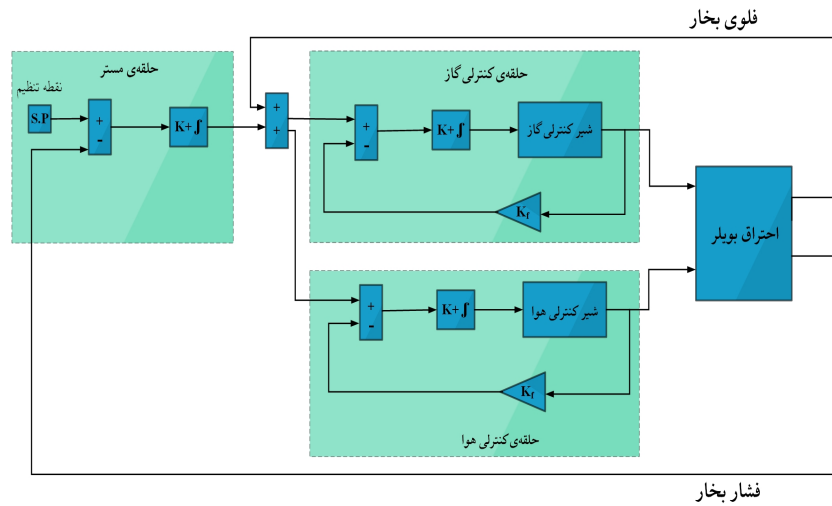 فلوی بخار
حلقه‌ی مستر
نقطه تنظیم
S.P
+
-
K+ ∫
+
+
حلقه‌ی کنترلی گاز
+
-
K+ ∫
شیر کنترلی گاز
Kf
احتراق بویلر
+
-
K+ ∫
شیر کنترلی هوا
Kf
حلقه‌ی کنترلی هوا
فشار بخار